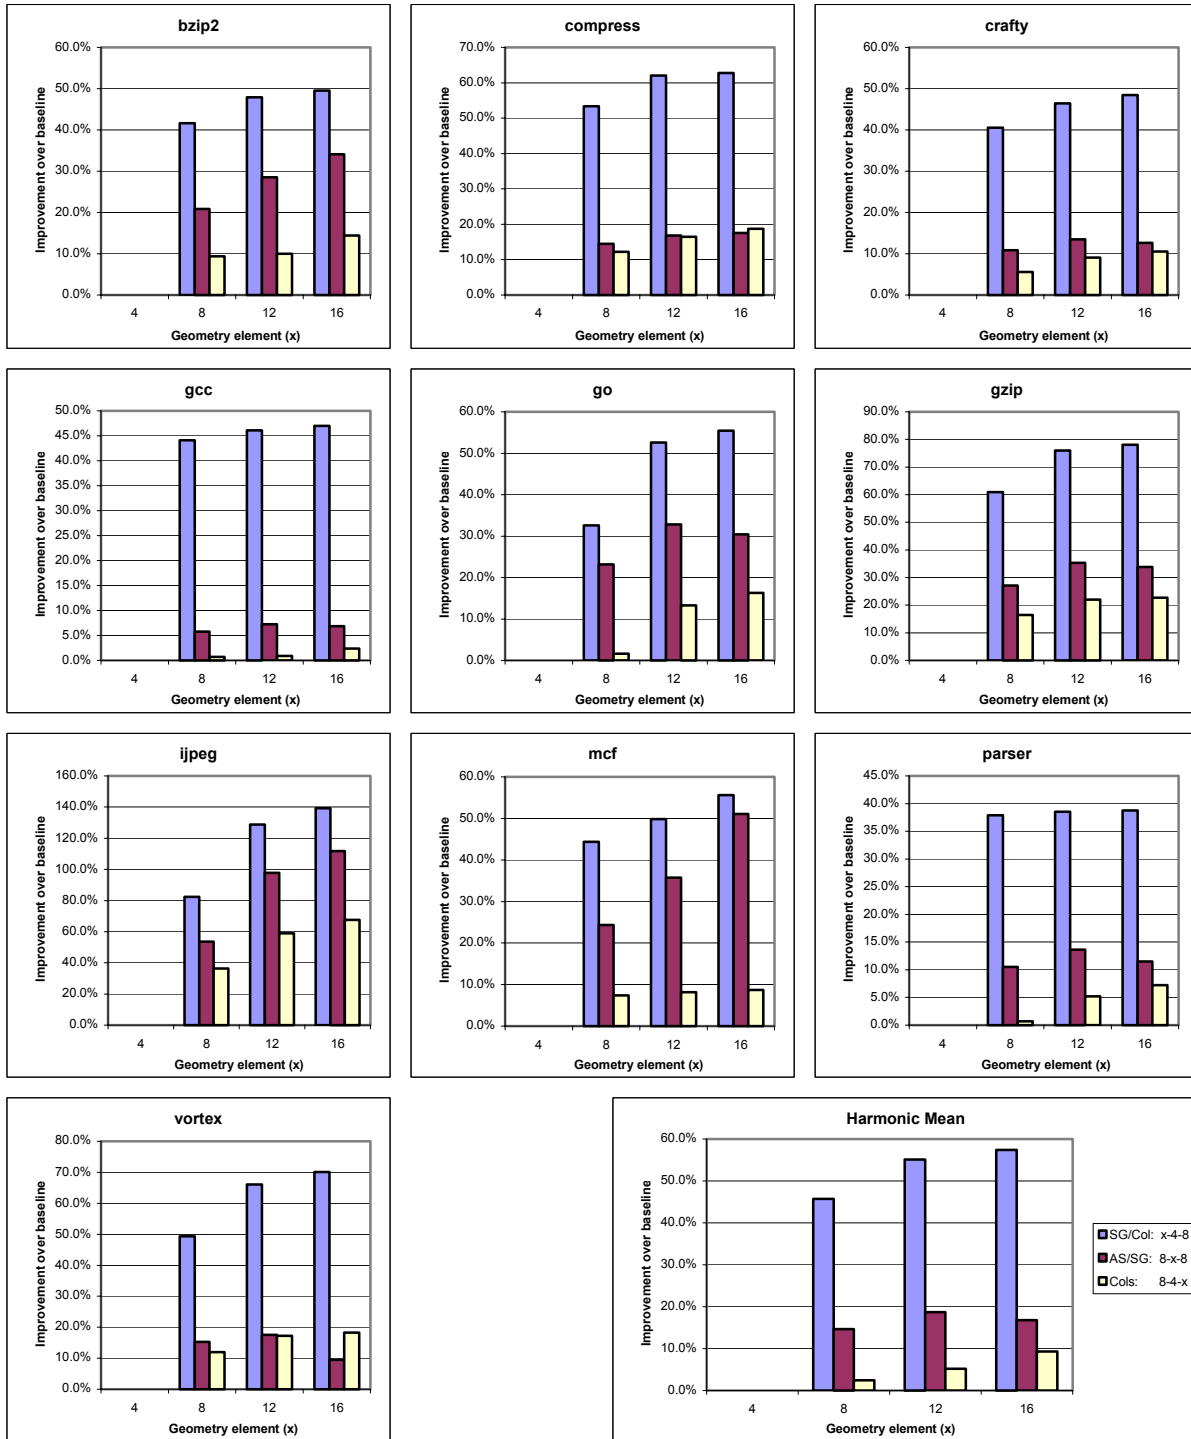 bzip2
60.0%
50.0%
40.0%
30.0%
20.0%
10.0%
0.0%
Improvement over baseline
4 8 12 16
Geometry element (x)
compress
70.0%
60.0%
50.0%
40.0%
30.0%
20.0%
10.0%
0.0%
Improvement over baseline
4 8 12 16
Geometry element (x)
crafty
60.0%
50.0%
40.0%
30.0%
20.0%
10.0%
0.0%
Improvement over baseline
4 8 12 16
Geometry element (x)
gcc
50.0%
45.0%
40.0%
35.0%
30.0%
25.0%
20.0%
15.0%
10.0%
5.0%
0.0%
Improvement over baseline
4 8 12 16
Geometry element (x)
go
60.0%
50.0%
40.0%
30.0%
20.0%
10.0%
0.0%
Improvement over baseline
4 8 12 16
Geometry element (x)
gzip
90.0%
80.0%
70.0%
60.0%
50.0%
40.0%
30.0%
20.0%
10.0%
0.0%
Improvement over baseline
4 8 12 16
Geometry element (x)
ijpeg
160.0%
140.0%
120.0%
100.0%
80.0%
60.0%
40.0%
20.0%
0.0%
Improvement over baseline
4 8 12 16
Geometry element (x)
mcf
60.0%
50.0%
40.0%
30.0%
20.0%
10.0%
0.0%
Improvement over baseline
4 8 12 16
Geometry element (x)
parser
45.0%
40.0%
35.0%
30.0%
25.0%
20.0%
15.0%
10.0%
5.0%
0.0%
Improvement over baseline
4 8 12 16
Geometry element (x)
vortex
80.0%
70.0%
60.0%
50.0%
40.0%
30.0%
20.0%
10.0%
0.0%
Improvement over baseline
4 8 12 16
Geometry element (x)
Harmonic Mean
60.0%
50.0%
40.0%
30.0%
20.0%
10.0%
0.0%
Improvement over baseline
4 8 12 16
Geometry element (x)
SG/Col: x-4-8
AS/SG: 8-x-8
Cols: 8-4-x